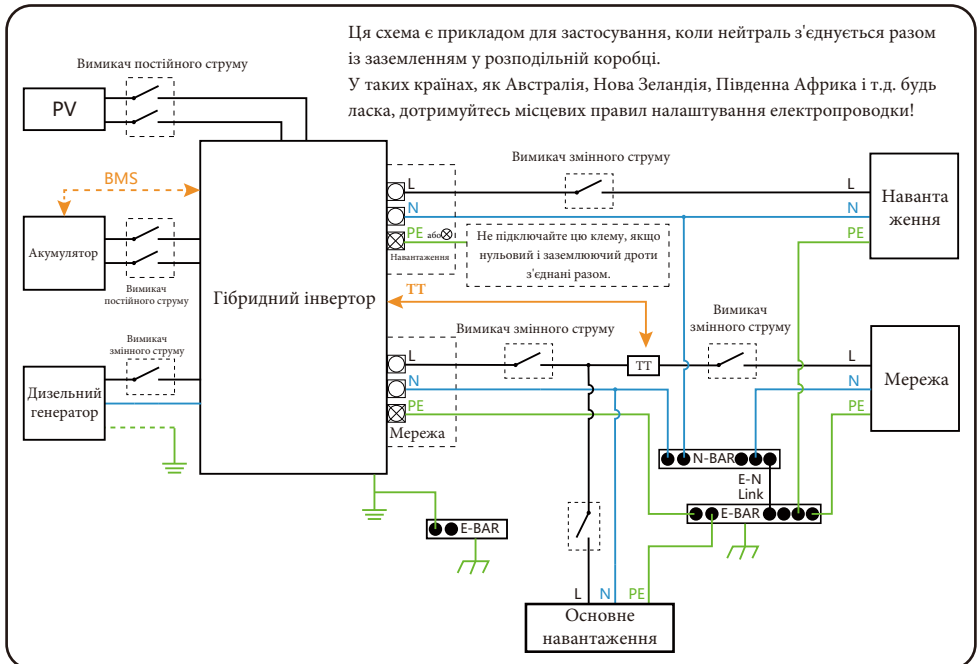 Ця схема є прикладом для застосування, коли нейтраль з'єднується разом
із заземленням у розподільній коробці.
У таких країнах, як Австралія, Нова Зеландія, Південна Африка і т.д. будь
ласка, дотримуйтесь місцевих правил налаштування електропроводки!
Вимикач постійного струму
PV
BMS
Акумулятор
Вимикач
постійного струму
Вимикач
змінного струму
Дизельний
генератор
Гібридний інвертор
L
N
PE або
Навантаження
Не підключайте цю клему, якщо
нульовий і заземлюючий дроти
з'єднані разом.
Вимикач змінного струму
L
N
PE
Наванта
ження
ТТ
Вимикач змінного струму
Вимикач
змінного струму
L
N
PE
Мережа
ТТ
L
N
PE
Мережа
N-BAR
E-N
Link
E-BAR
E-BAR
L N PE
Основне
навантаження